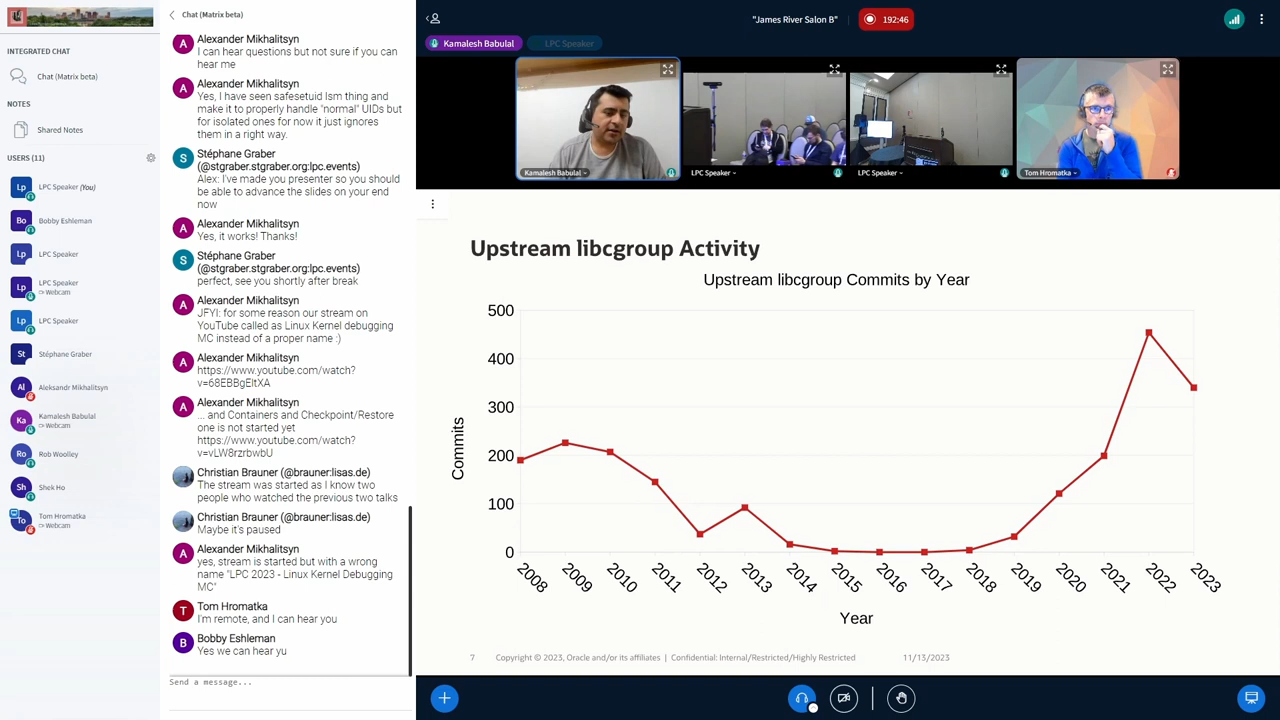 INTEGRATED CHAT
Chat (Matrix beta)
NOTES
Shared Notes
USERS (11)
Lp
LPC Speaker (You)
Bo
Bobby Eshleman
Lp
LPC Speaker
Lp
LPC Speaker
Webcam
Lp
LPC Speaker
St
Stéphane Graber
Al
Aleksandr Mikhalitsyn
Ka
Kamalesh Babulal
Webcam
Ro
Rob Woolley
Sh
Shek Ho
To
Tom Hromatka
Webcam
Chat (Matrix beta)
A
Alexander Mikhalitsyn
I can hear questions but not sure if you can
hear me
A
Alexander Mikhalitsyn
Yes, I have seen safesetuid lsm thing and
make it to properly handle "normal" UIDs but
for isolated ones for now it just ignores
them in a right way.
S
Stéphane Graber
(@stgraber.stgraber.org:lpc.events)
Alex: I've made you presenter so you should
be able to advance the slides on your end
now
A
Alexander Mikhalitsyn
Yes, it works! Thanks!
S
Stéphane Graber
(@stgraber.stgraber.org:lpc.events)
perfect, see you shortly after break
A
Alexander Mikhalitsyn
JFYI: for some reason our stream on
YouTube called as Linux Kernel debugging
MC instead of a proper name :)
A
Alexander Mikhalitsyn
https://www.youtube.com/watch?
v=68EBBgEltXA
A
Alexander Mikhalitsyn
... and Containers and Checkpoint/Restore
one is not started yet
https://www.youtube.com/watch?
v=vLW8rzrbwbU
Christian Brauner (@brauner:lisas.de)
The stream was started as I know two
people who watched the previous two talks
Christian Brauner (@brauner:lisas.de)
Maybe it's paused
A
Alexander Mikhalitsyn
yes, stream is started but with a wrong
name "LPC 2023 - Linux Kernel Debugging
MC"
T
Tom Hromatka
I'm remote, and I can hear you
B
Bobby Eshleman
Yes we can hear yu
Send a message...
"James River Salon B"
192:46
Kamalesh Babulal
LPC Speaker
Kamalesh Babulal
LPC Speaker
LPC Speaker
Tom Hromatka
Upstream libcgroup Activity
Upstream libcgroup Commits by Year
Commits
500
400
300
200
100
0
2008
2009
2010
2011
2012
2013
2014
2015
2016
2017
2018
2019
2020
2021
2022
2023
Year
7
Copyright © 2023, Oracle and/or its affiliates | Confidential: Internal/Restricted/Highly Restricted
11/13/2023